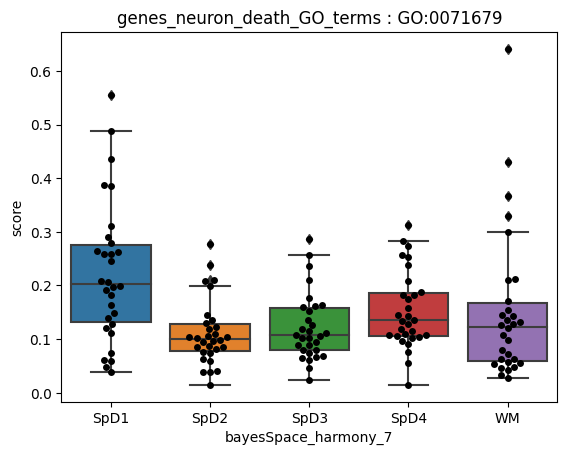 genes_neuron_death_GO_terms : GO:0071679
score
0.6
0.5
0.4
0.3
0.2
0.1
0.0
SpD1 SpD2 SpD3 SpD4 WM
bayesSpace_harmony_7